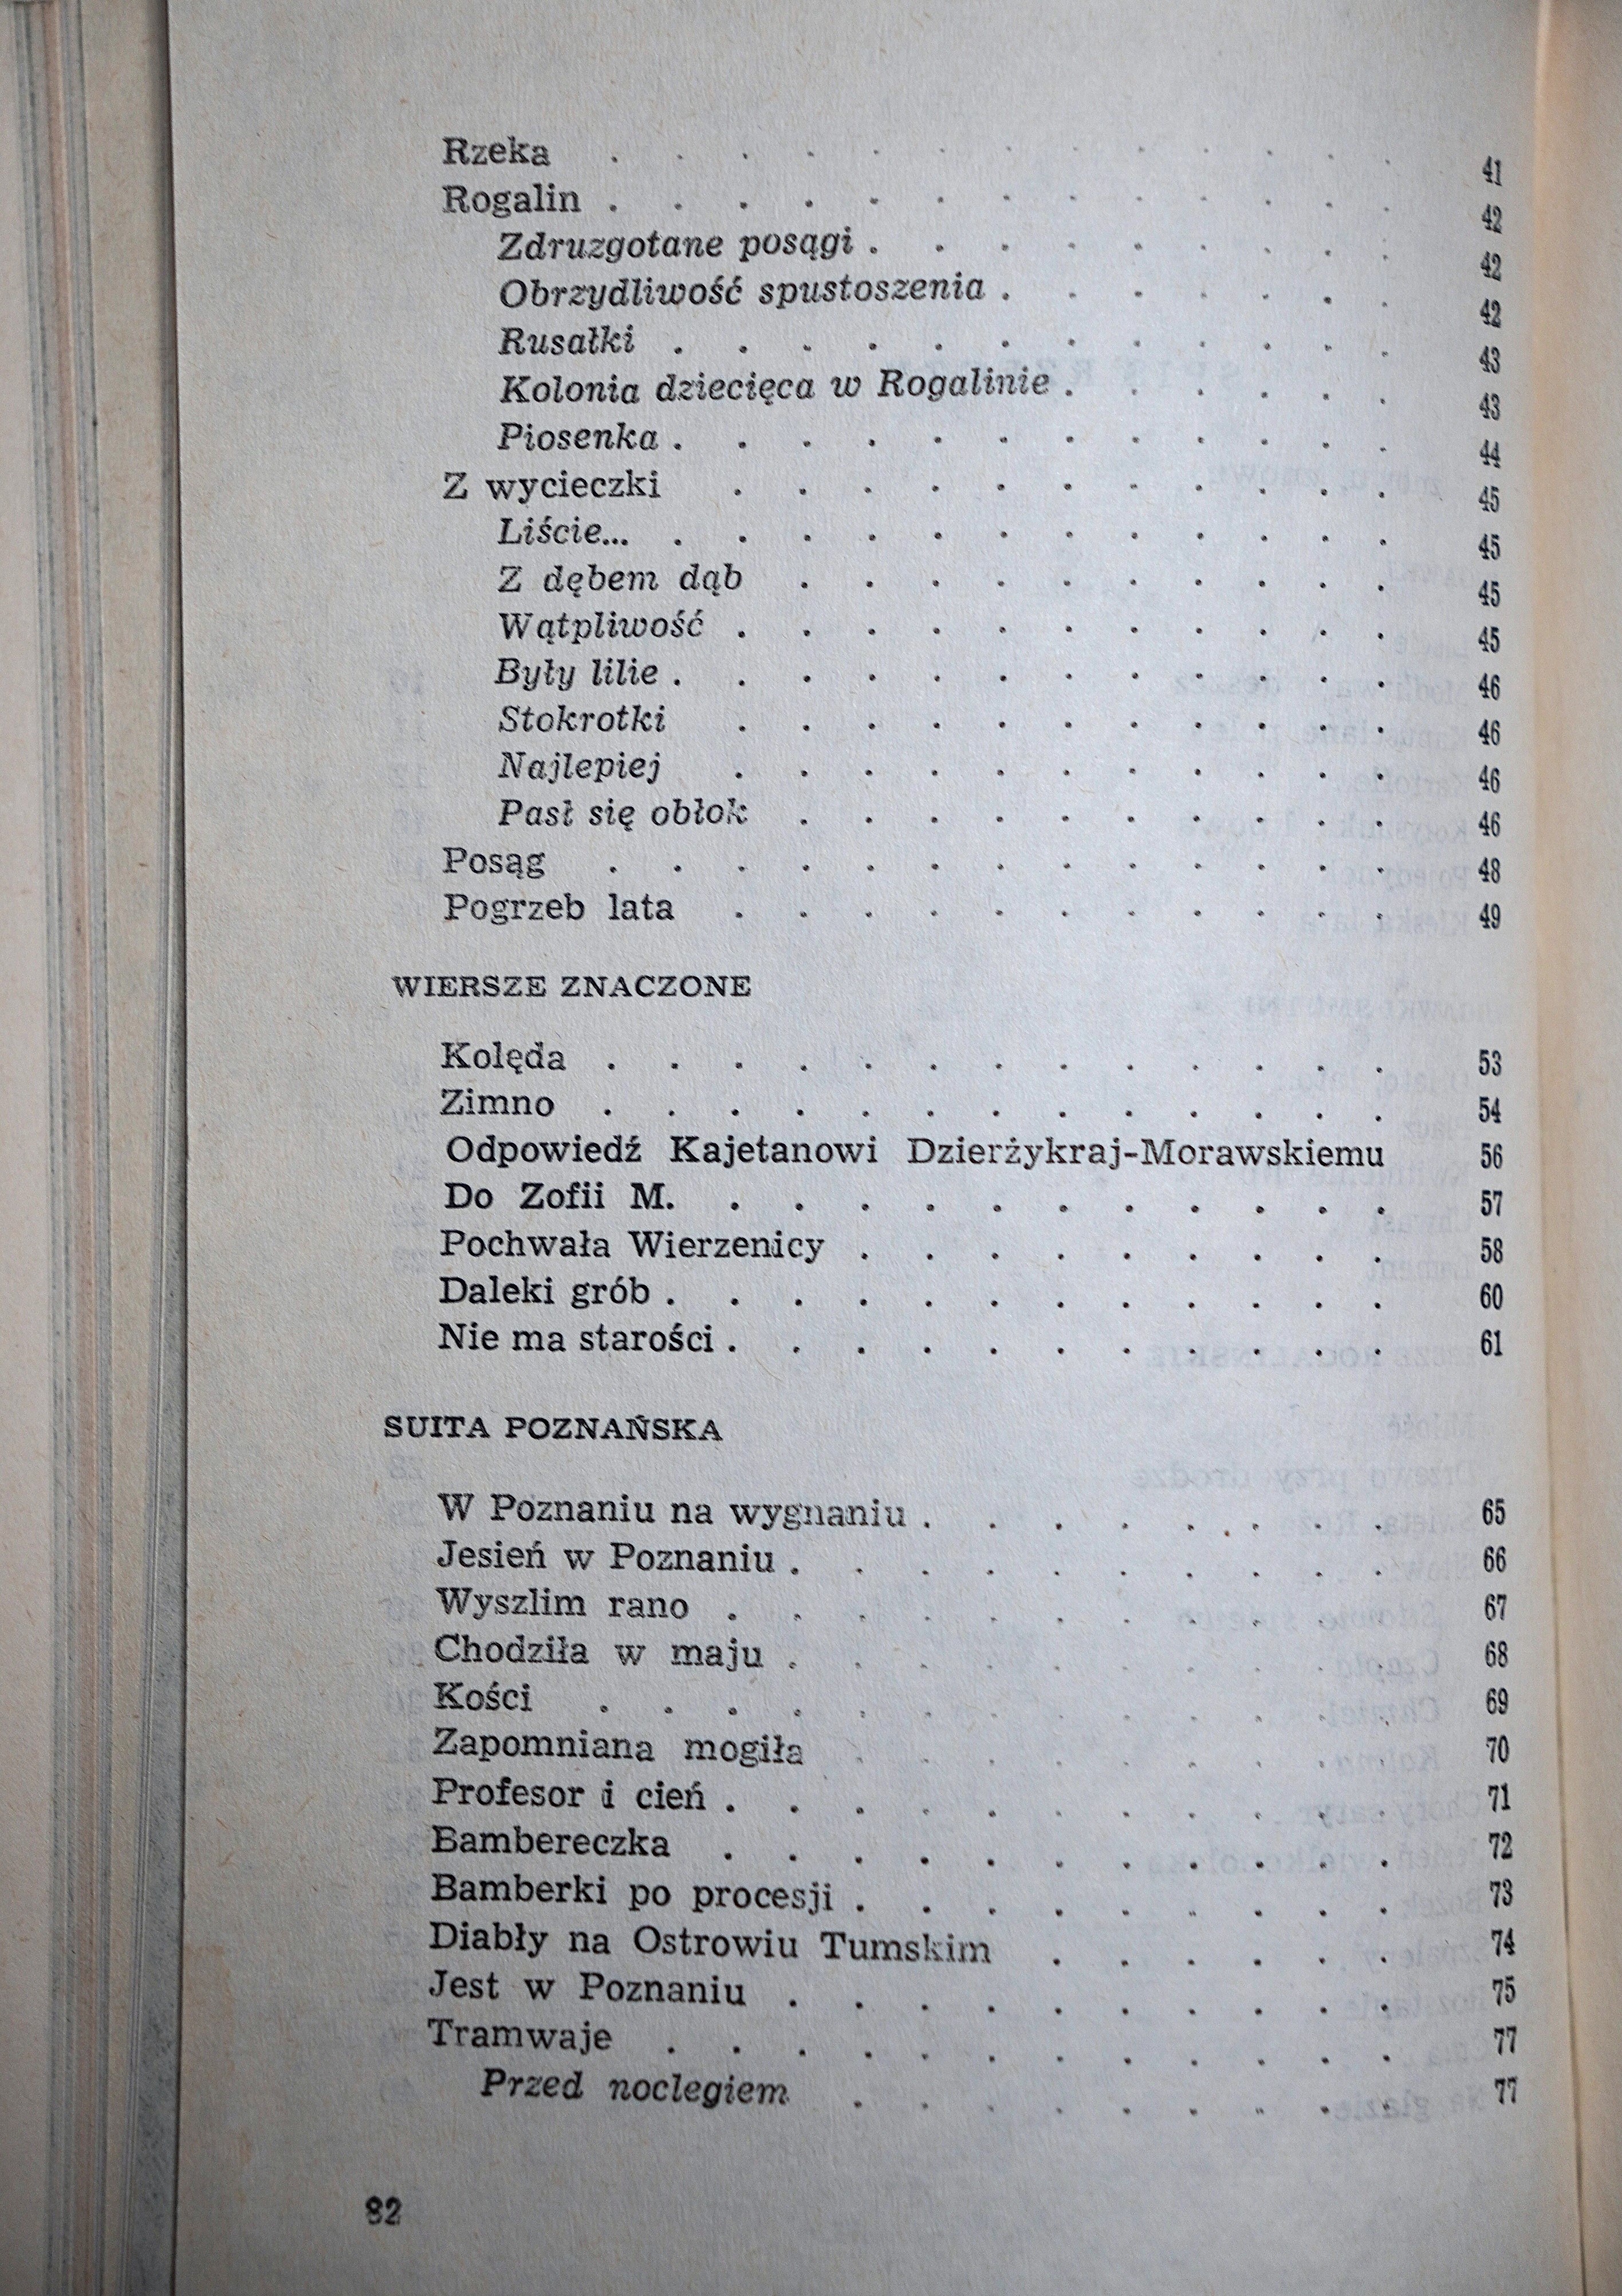 Rzeka . . . . . . . . . . . . . 41
Rogalin . . . . . . . . . . . . . 42
Zdruzgotane posągi . . . . . . . . . 42
Obrzydliwość spustoszenia . . . . . . . 42
Rusałki . . . . . . . . . . . . 43
Kolonia dziecięca w Rogalinie . . . . . . 43
Piosenka . . . . . . . . . . . . 44
Z wycieczki . . . . . . . . . . . 45
Liście... . . . . . . . . . . . . 45
Z dębem dąb . . . . . . . . . . 45
Wątpliwość . . . . . . . . . . . 45
Były lilie . . . . . . . . . . . . 46
Stokrotki . . . . . . . . . . . 46
Najlepiej . . . . . . . . . . . 46
Pasł się obłok . . . . . . . . . . 46
Posąg . . . . . . . . . . . . . 48
Pogrzeb lata . . . . . . . . . . . 49
WIERSZE ZNACZONE
Kolęda . . . . . . . . . . . . . 53
Zimno . . . . . . . . . . . . . 54
Odpowiedź Kajetanowi Dzierżykraj-Morawskiemu 56
Do Zofii M. . . . . . . . . . . . 57
Pochwała Wierzenicy . . . . . . . . . 58
Daleki grób . . . . . . . . . . . . 60
Nie ma starości . . . . . . . . . . . 61
SUITA POZNAŃSKA
W Poznaniu na wygnaniu . . . . . . . . 65
Jesień w Poznaniu . . . . . . . . . . 66
Wyszlim rano . . . . . . . . . . . 67
Chodziła w maju . . . . . . . . . . 68
Kości . . . . . . . . . . . . . 69
Zapomniana mogiła . . . . . . . . . 70
Profesor i cień . . . . . . . . . . . 71
Bambereczka . . . . . . . . . . . 72
Bamberki po procesji . . . . . . . . . 73
Diabły na Ostrowiu Tumskim . . . . . . 74
Jest w Poznaniu . . . . . . . . . . 75
Tramwaje . . . . . . . . . . . . 77
Przed noclegiem . . . . . . . . . 77
82